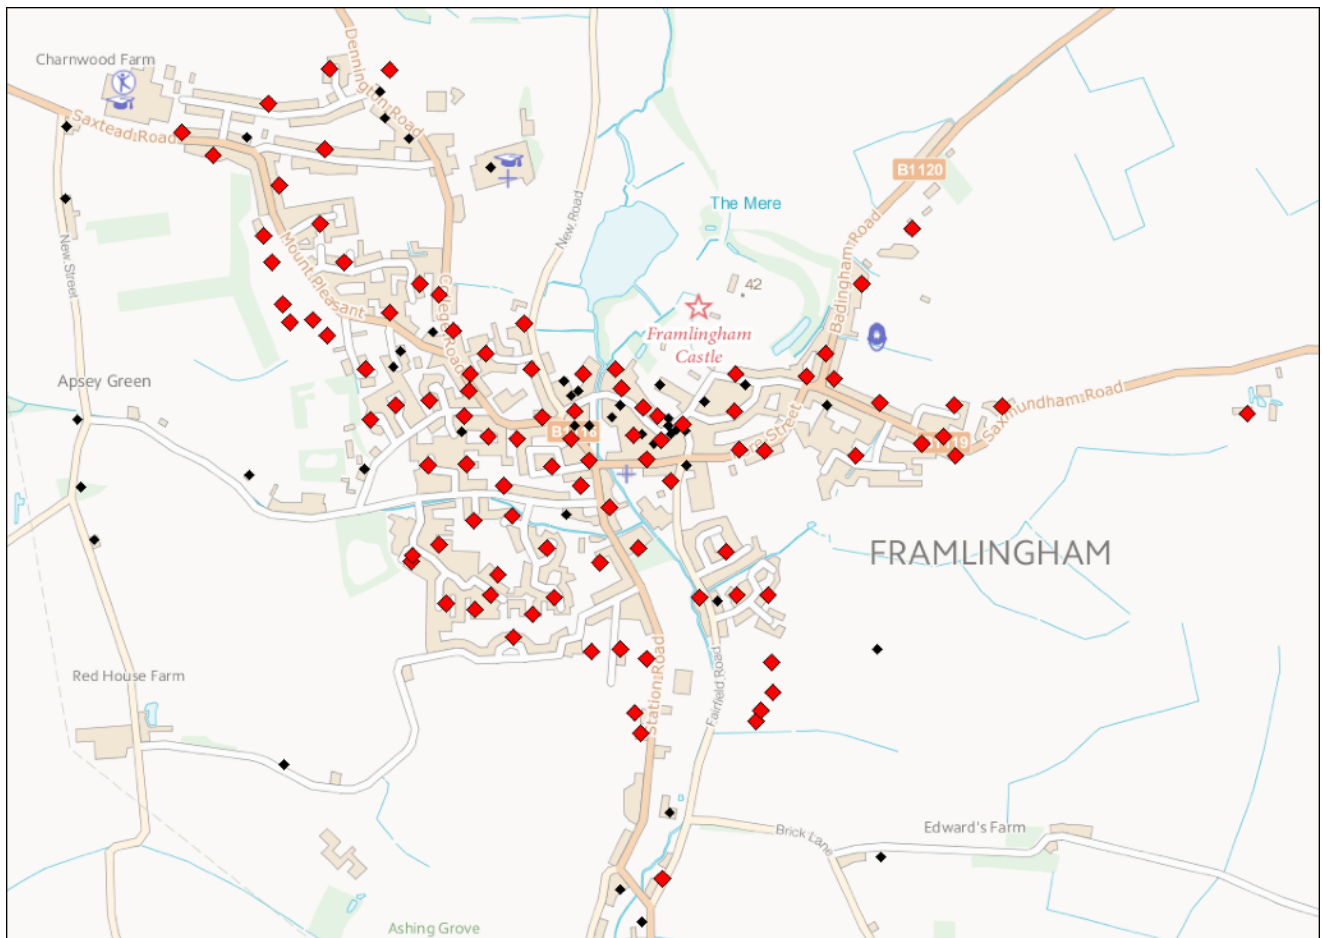 Charnwood Farm
Dennington Road
Saxtead Road
B1120
The Mere
New Road
Badingham Road
New Street
Mount Pleasant
College Road
42
Framlingham
Castle
Apsey Green
Saxmundham Road
Street
FRAMLINGHAM
Red House Farm
Station Road
Fairfield Road
Brick Lane
Edward's Farm
Ashing Grove